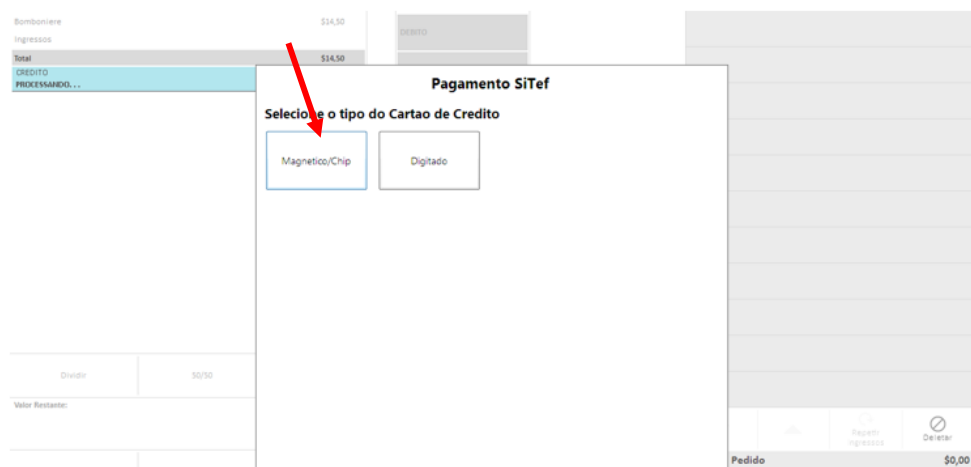 Bomboniere $14,50
Ingressos
Total $14,50
CREDITO
PROCESSANDO...
DEBITO
Pagamento SiTef
Selecione o tipo do Cartao de Credito
Magnetico/Chip Digitado
Dividir 50/50
Valor Restante:
Repetir
Ingressos
Deletar
Pedido $0,00